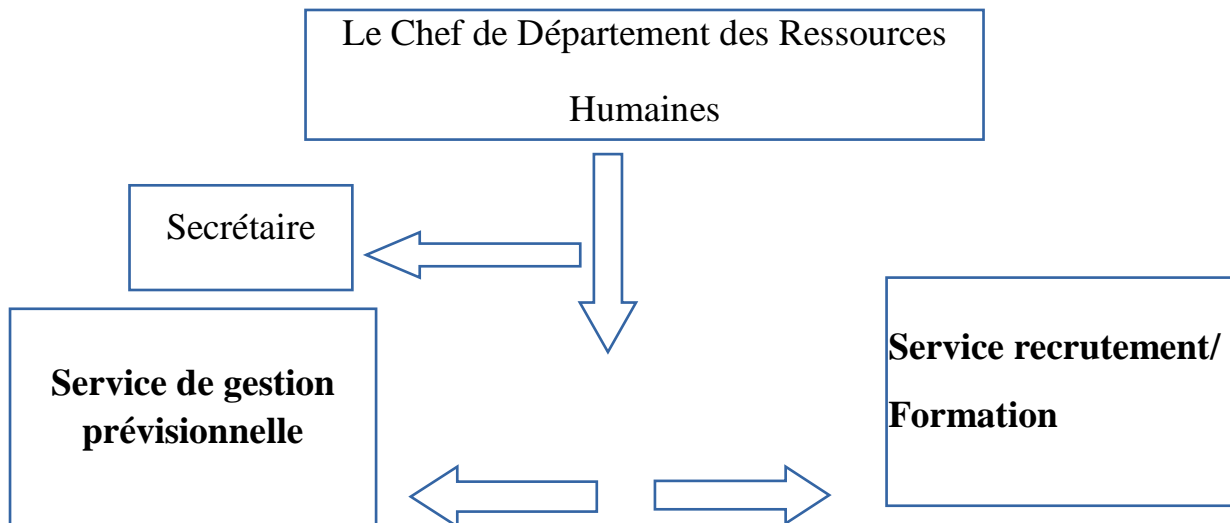 Le Chef de Département des Ressources
Humaines
Secrétaire
Service de gestion
prévisionnelle
Service recrutement/
Formation